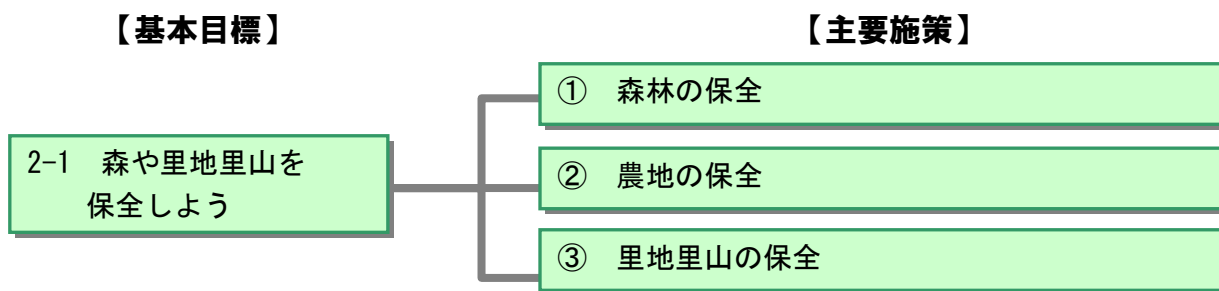 【基本目標】
【主要施策】
2-1　森や里地里山を
保全しよう
①　森林の保全
②　農地の保全
③　里地里山の保全